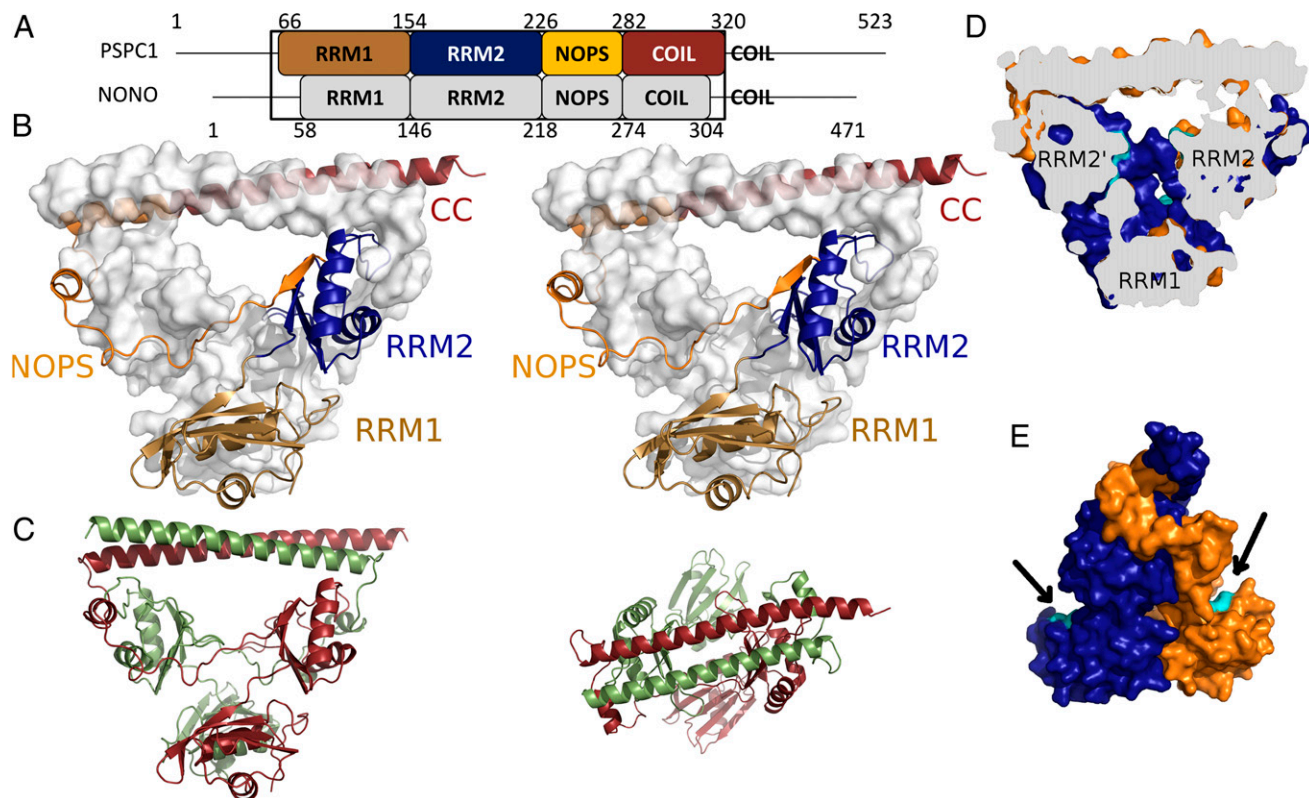 A
1 66 154 226 282 320 523
PSPC1 RRM1 RRM2 NOPS COIL COIL
NONO RRM1 RRM2 NOPS COIL COIL
1 58 146 218 274 304 471
B
CC CC
RRM2 RRM2
NOPS NOPS
RRM1 RRM1
C
D
RRM2' RRM2
RRM1
E